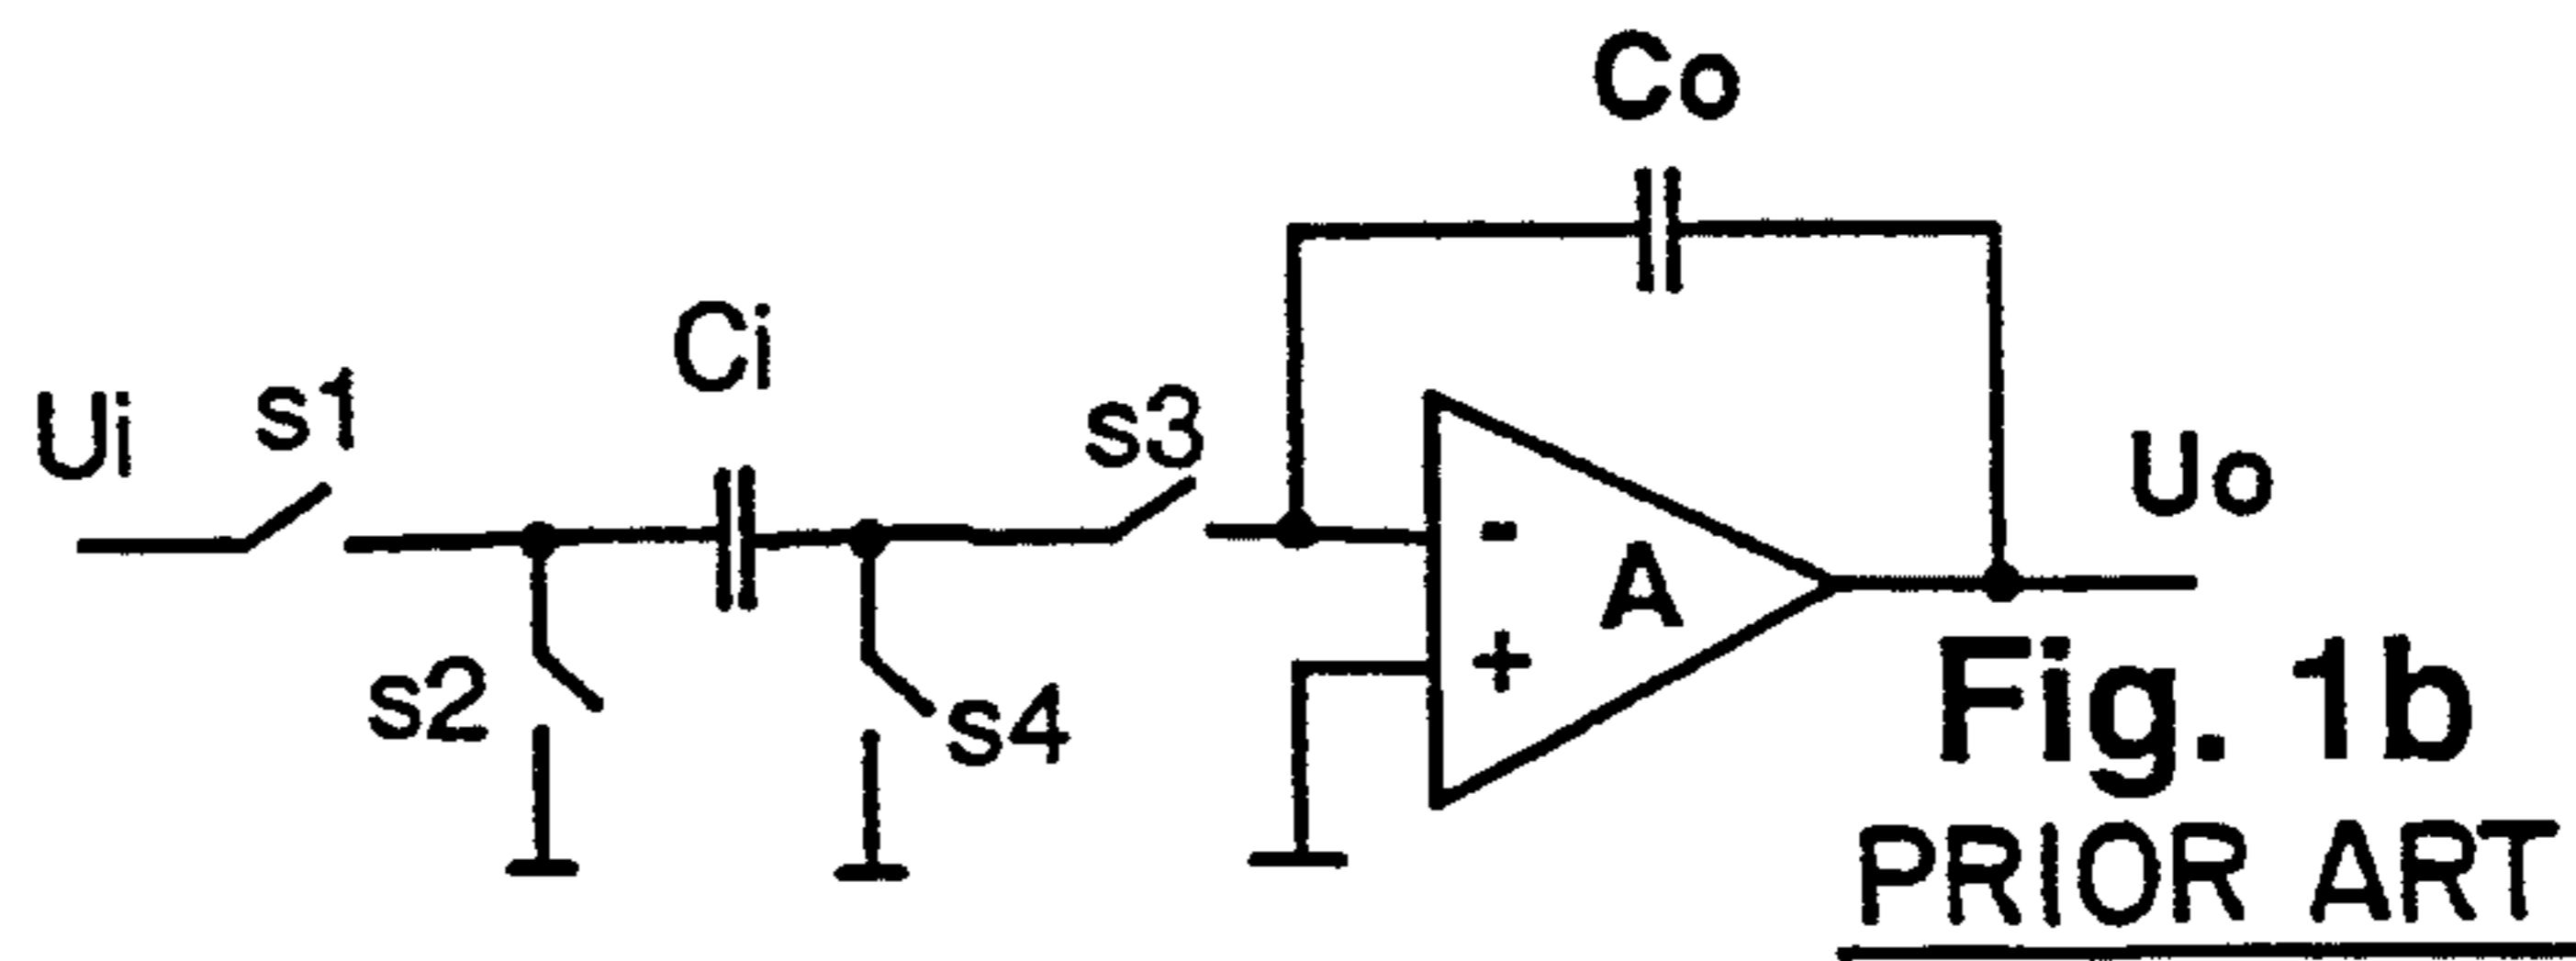 Co
Ci
Ui
s1
s3
Uo
-
A
+
s2
s4
Fig. 1b
PRIOR ART